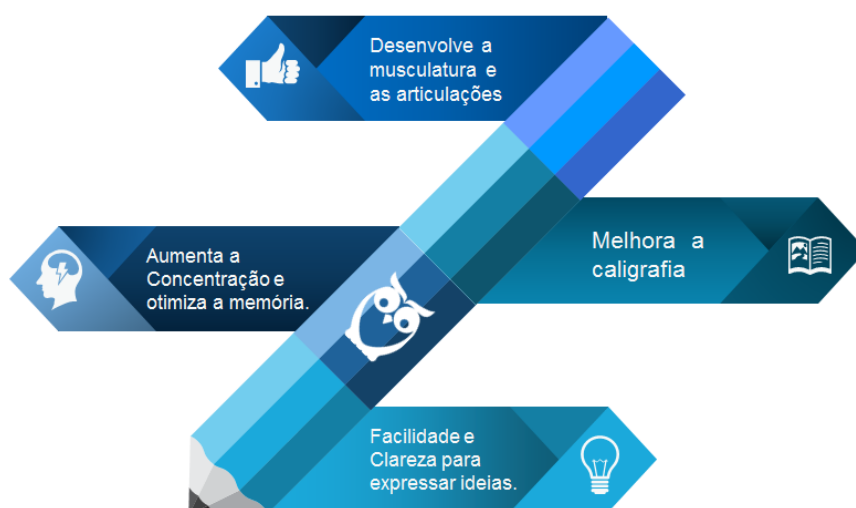 Desenvolve a
musculatura e
as articulações
Aumenta a
Concentração e
otimiza a memória.
Melhora a
caligrafia
Facilidade e
Clareza para
expressar ideias.